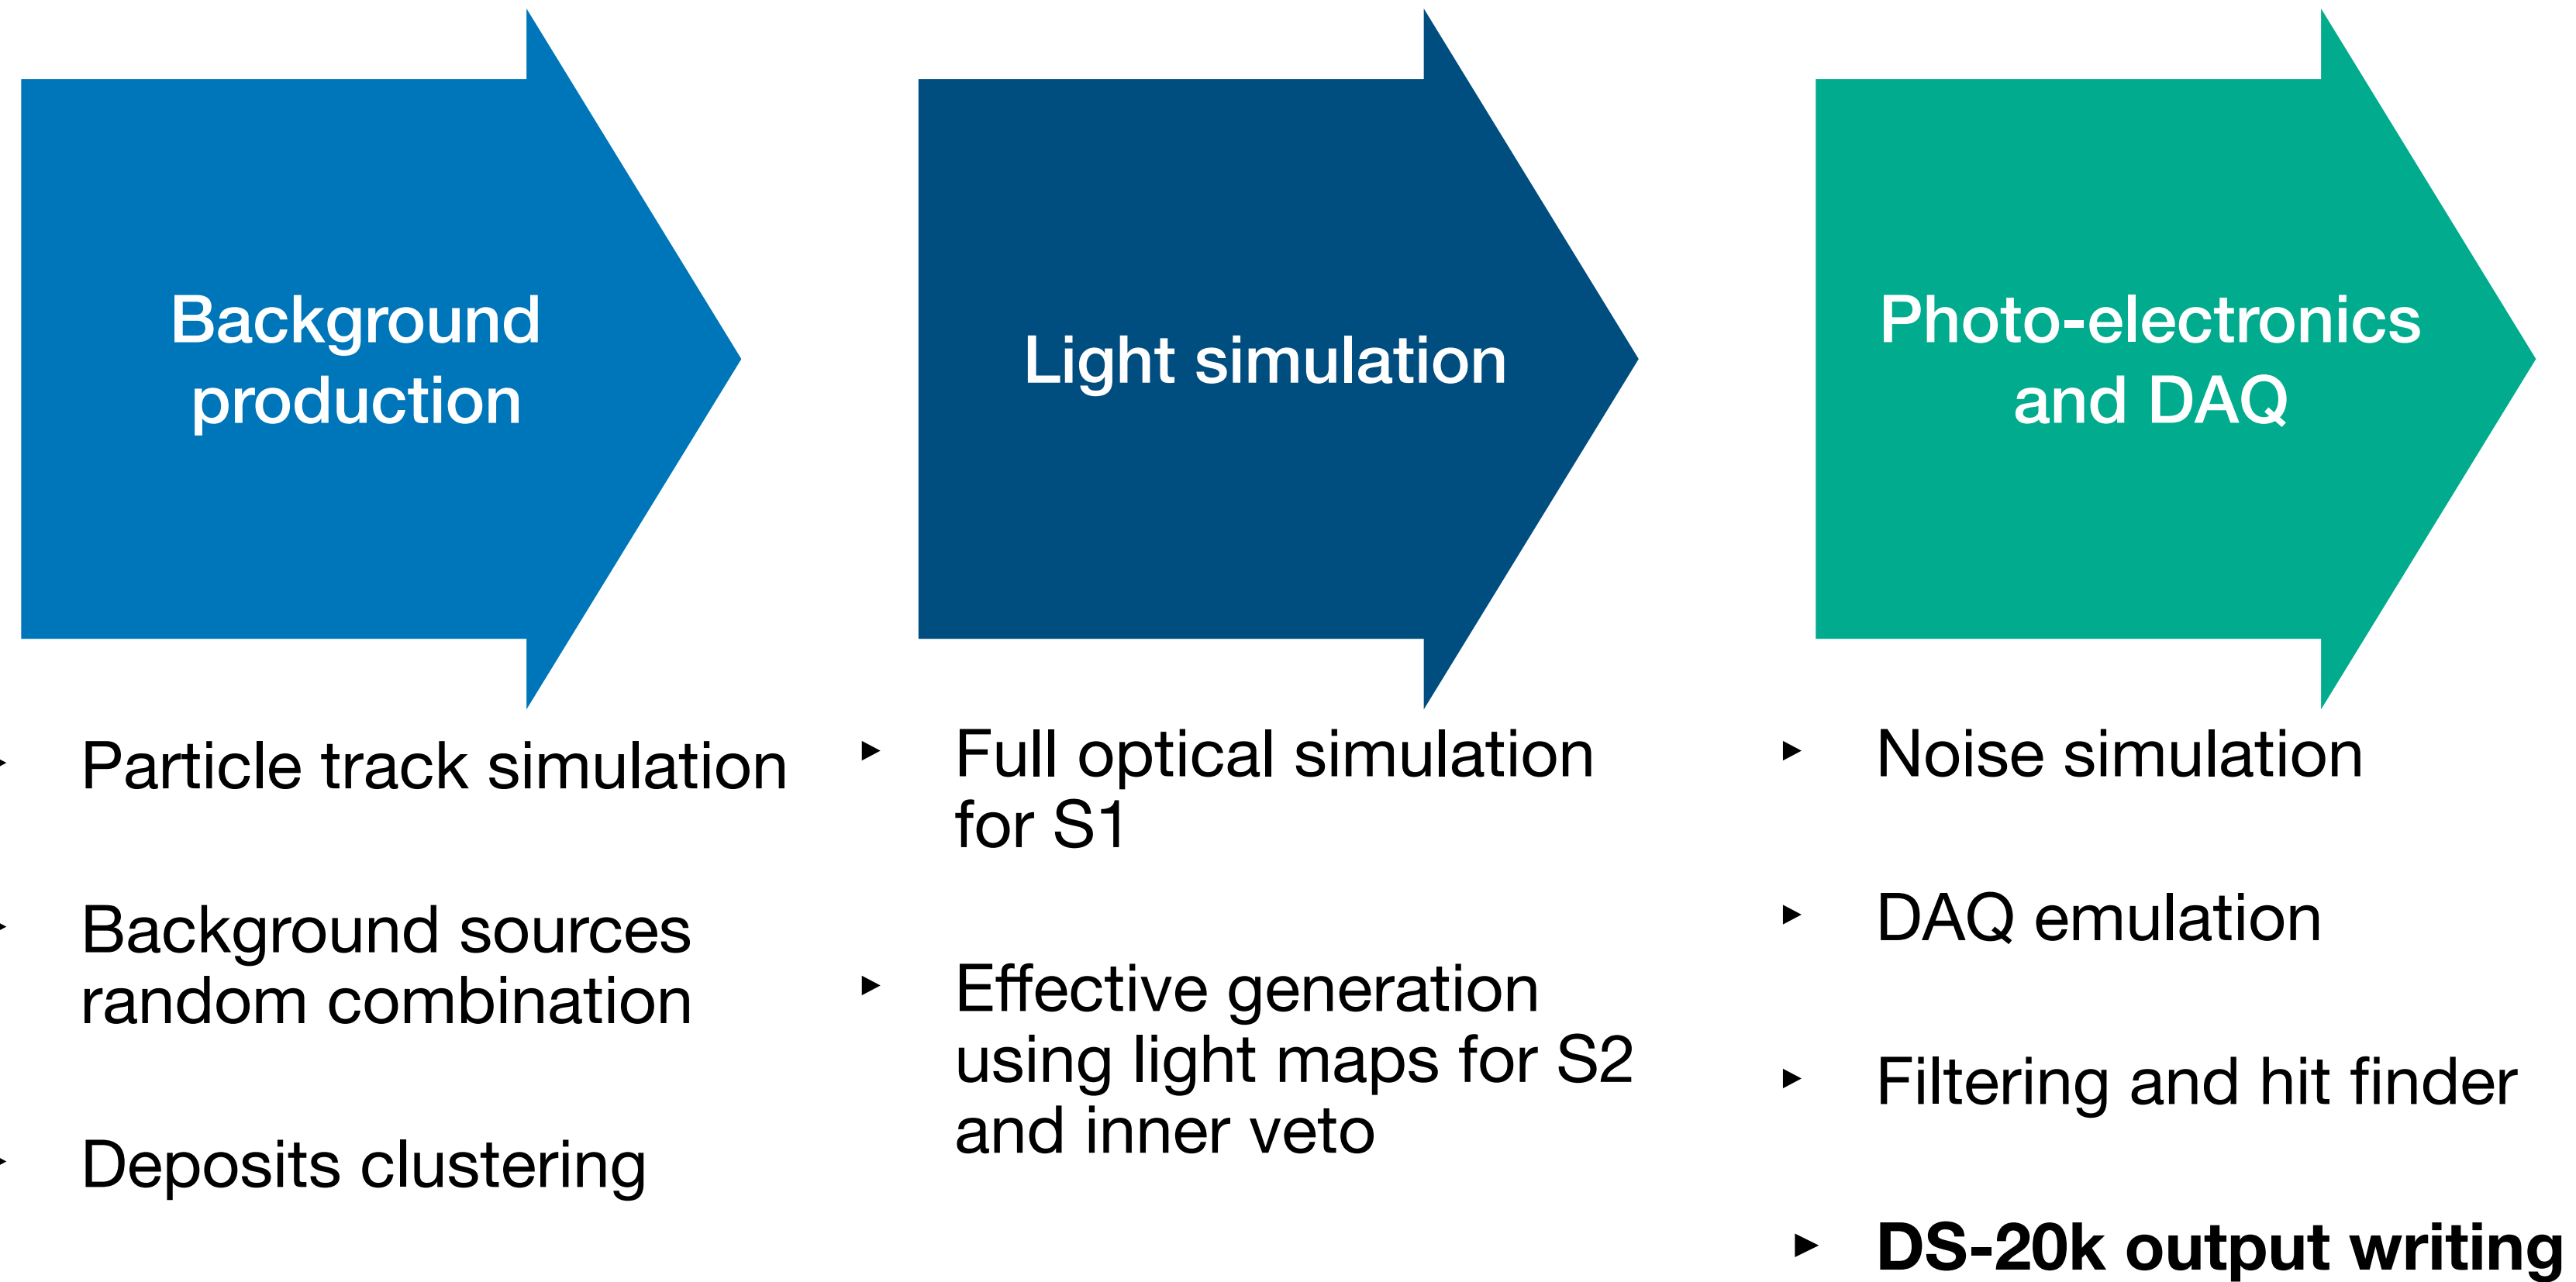 Background
production
Light simulation
Photo-electronics
and DAQ
▸ Particle track simulation
▸ Background sources
random combination
▸ Deposits clustering
▸ Full optical simulation
for S1
▸ Effective generation
using light maps for S2
and inner veto
▸ Noise simulation
▸ DAQ emulation
▸ Filtering and hit finder
▸ DS-20k output writing